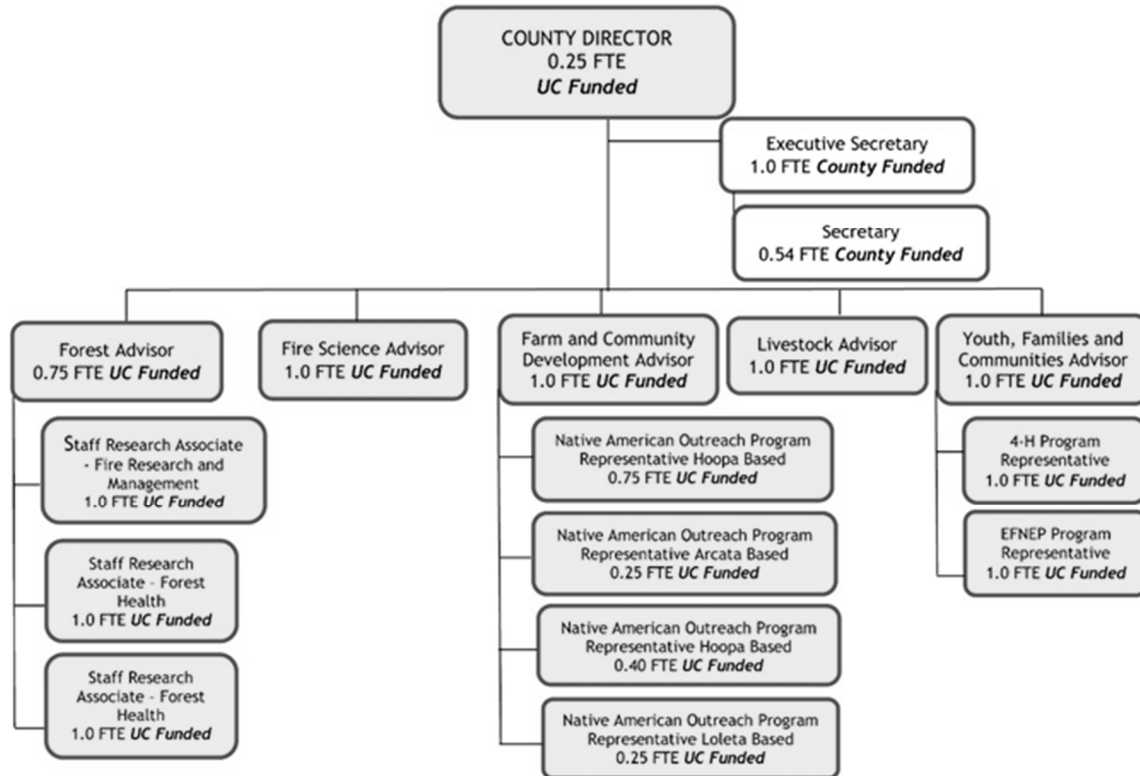 COUNTY DIRECTOR
0.25 FTE
UC Funded
Executive Secretary
1.0 FTE County Funded
Secretary
0.54 FTE County Funded
Forest Advisor
0.75 FTE UC Funded
Fire Science Advisor
1.0 FTE UC Funded
Farm and Community
Development Advisor
1.0 FTE UC Funded
Livestock Advisor
1.0 FTE UC Funded
Youth, Families and
Communities Advisor
1.0 FTE UC Funded
Staff Research Associate
- Fire Research and
Management
1.0 FTE UC Funded
Staff Research
Associate - Forest
Health
1.0 FTE UC Funded
Staff Research
Associate - Forest
Health
1.0 FTE UC Funded
Native American Outreach Program
Representative Hoopa Based
0.75 FTE UC Funded
Native American Outreach Program
Representative Arcata Based
0.25 FTE UC Funded
Native American Outreach Program
Representative Hoopa Based
0.40 FTE UC Funded
Native American Outreach Program
Representative Loleta Based
0.25 FTE UC Funded
4-H Program
Representative
1.0 FTE UC Funded
EFNEP Program
Representative
1.0 FTE UC Funded